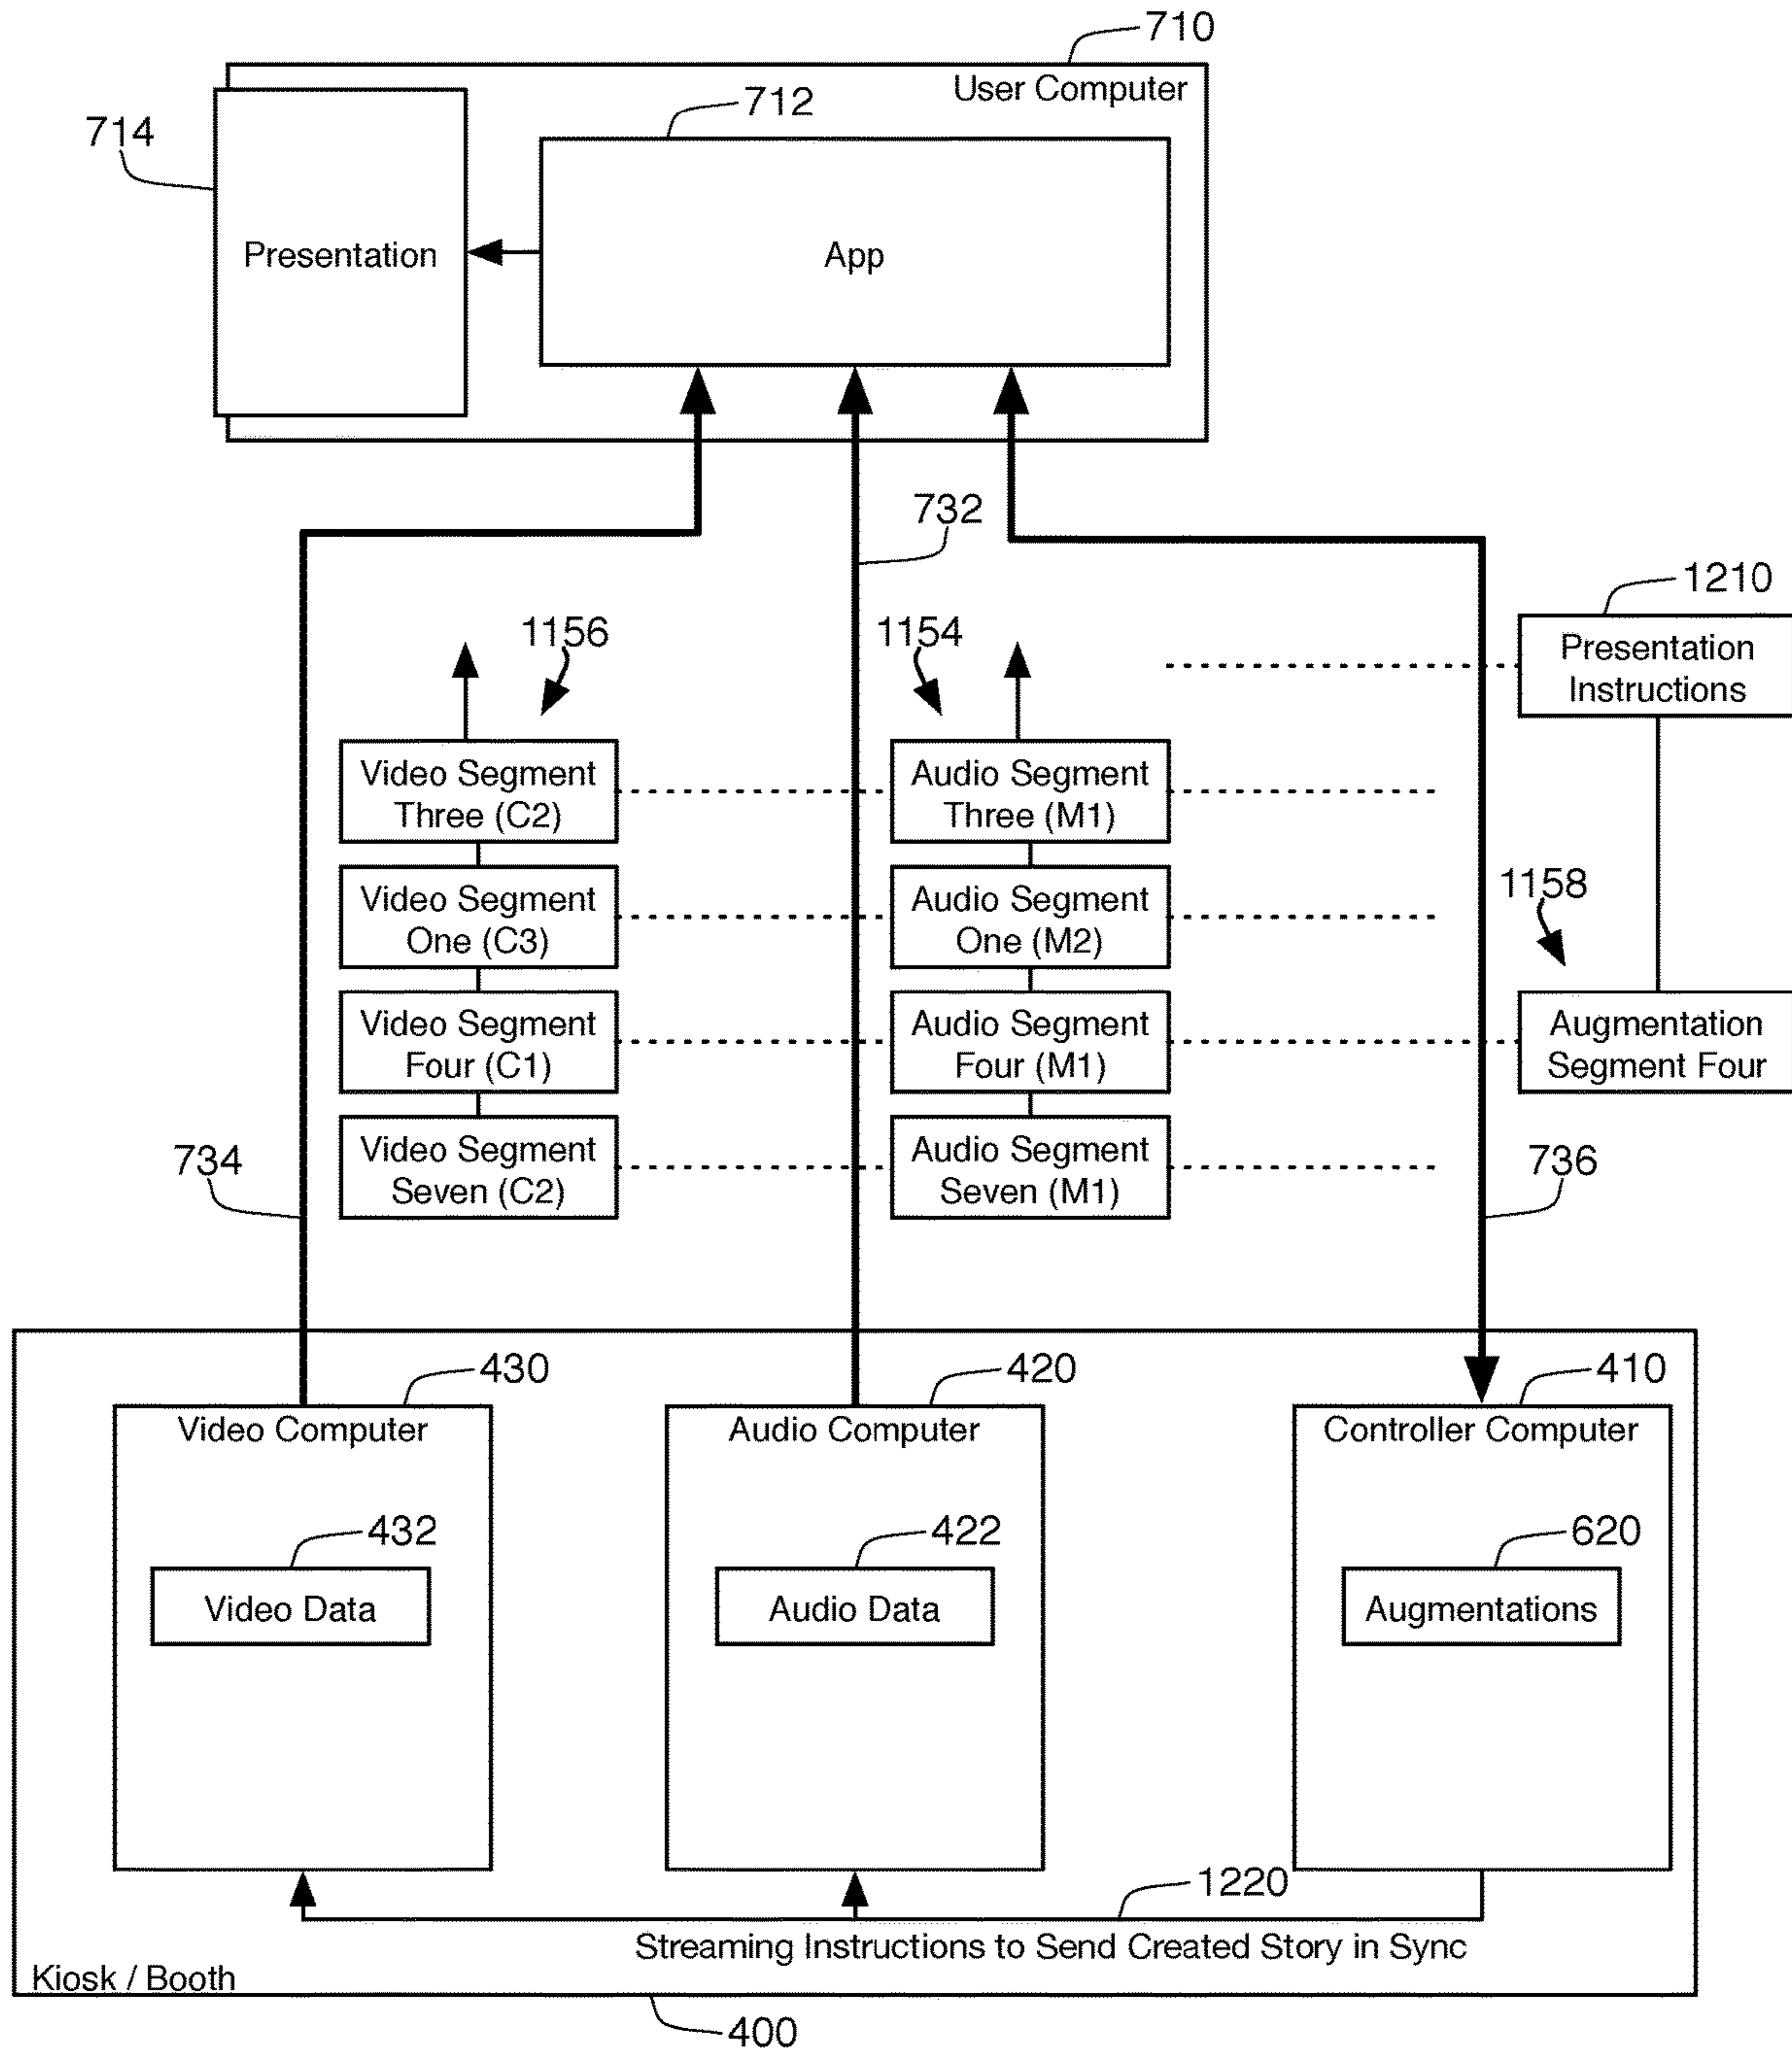 710
User Computer
712
714
Presentation
App
732
1210
Presentation
Instructions
1156
1154
Video Segment
Three (C2)
Audio Segment
Three (M1)
Video Segment
One (C3)
Audio Segment
One (M2)
1158
Video Segment
Four (C1)
Audio Segment
Four (M1)
Augmentation
Segment Four
Video Segment
Seven (C2)
Audio Segment
Seven (M1)
734
736
430
420
410
Video Computer
Audio Computer
Controller Computer
432
422
620
Video Data
Audio Data
Augmentations
1220
Streaming Instructions to Send Created Story in Sync
Kiosk / Booth
400